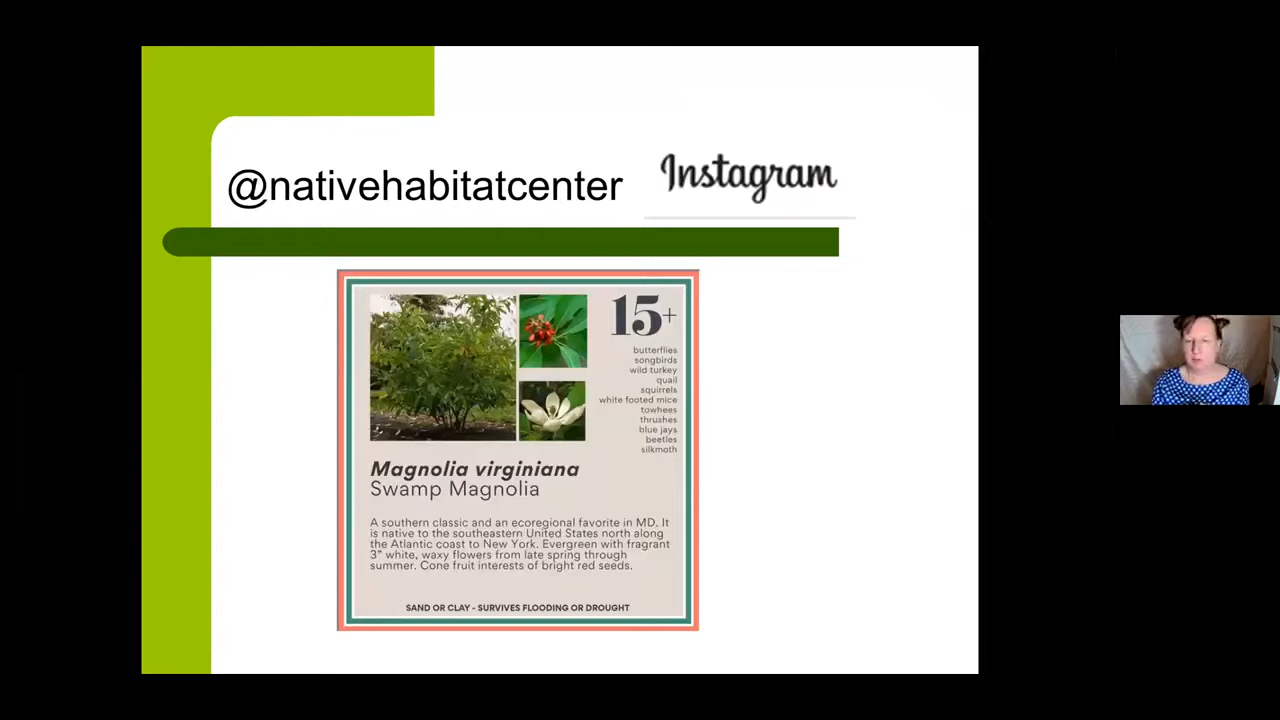 @nativehabitatcenter
Instagram
15+
butterflies
songbirds
wild turkey
quail
squirrels
white footed mice
towhees
thrushes
blue jays
beetles
silkmoth
Magnolia virginiana
Swamp Magnolia
A southern classic and an ecoregional favorite in MD. It
is native to the southeastern United States north along
the Atlantic coast to New York. Evergreen with fragrant
3" white, waxy flowers from late spring through
summer. Cone fruit interests of bright red seeds.
SAND OR CLAY - SURVIVES FLOODING OR DROUGHT